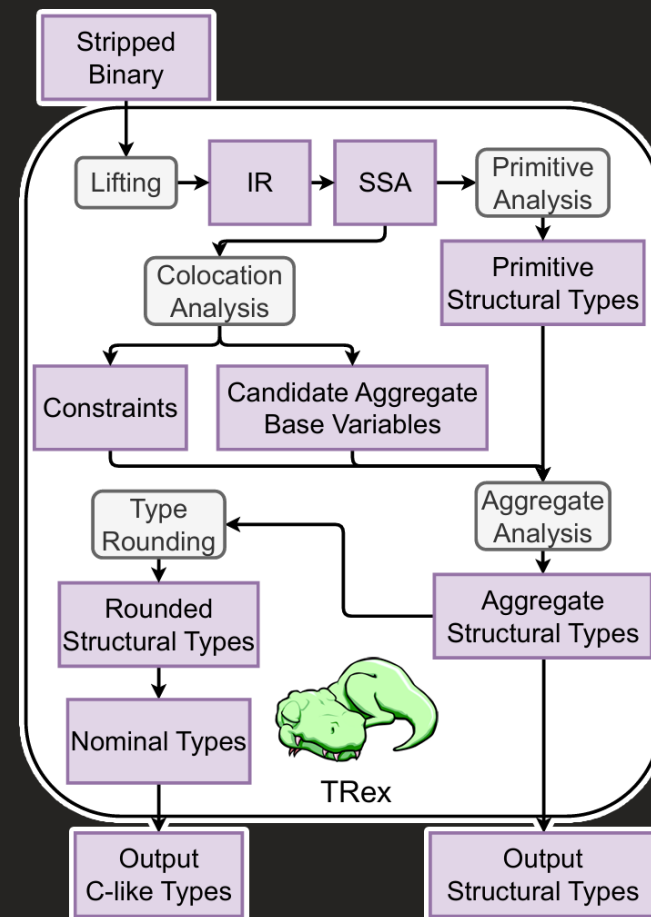 Stripped
Binary
Lifting
IR
SSA
Primitive
Analysis
Colocation
Analysis
Primitive
Structural Types
Constraints
Candidate Aggregate
Base Variables
Type
Rounding
Aggregate
Analysis
Rounded
Structural Types
Aggregate
Structural Types
Nominal Types
TRex
Output
C-like Types
Output
Structural Types